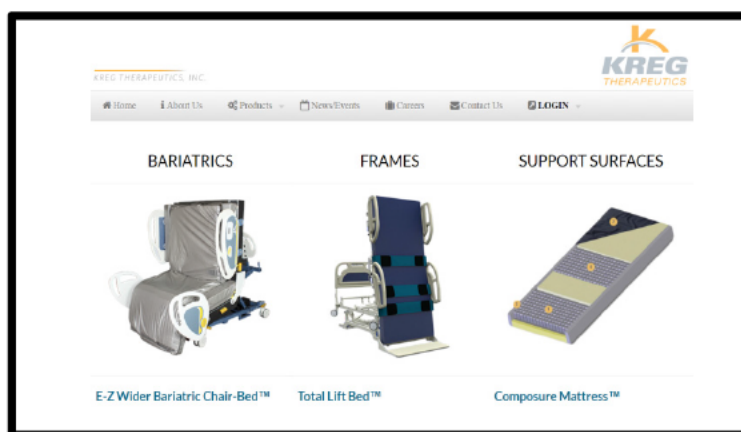 KREG
THERAPEUTICS
KREG THERAPEUTICS, INC.
Home About Us Products News/Events Careers Contact Us LOGIN
BARIATRICS FRAMES SUPPORT SURFACES
E-Z Wider Bariatric Chair-Bed™ Total Lift Bed™ Composure Mattress™